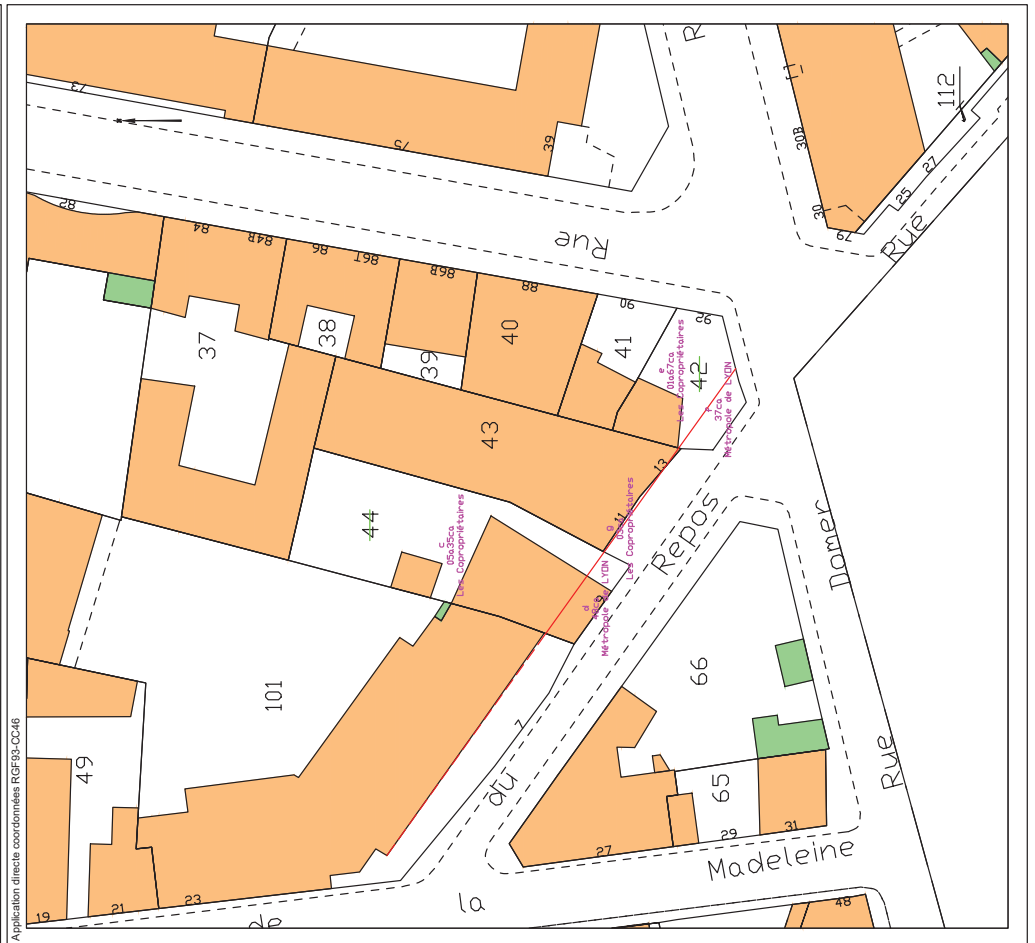 Application directe coordonnées RGF93-CC46
73
75
39
R
30B
30
79
25
27
112
Rue
82
84
84B
86
86T
86B
88
90
92
Rue
37
38
39
40
41
42
e
01a67ca
Les Copropriétaires
f
37ca
Métropole de LYON
43
13
11
g
Les Copropriétaires
44
c
05a35ca
Les Copropriétaires
d
Métropole de LYON
9
Repos
Domer
101
7
du
66
49
65
29
31
27
Rue
Madeleine
la
de
19
21
23
48